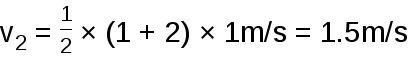 v₂ = 1/2 × (1 + 2) × 1m/s = 1.5m/s